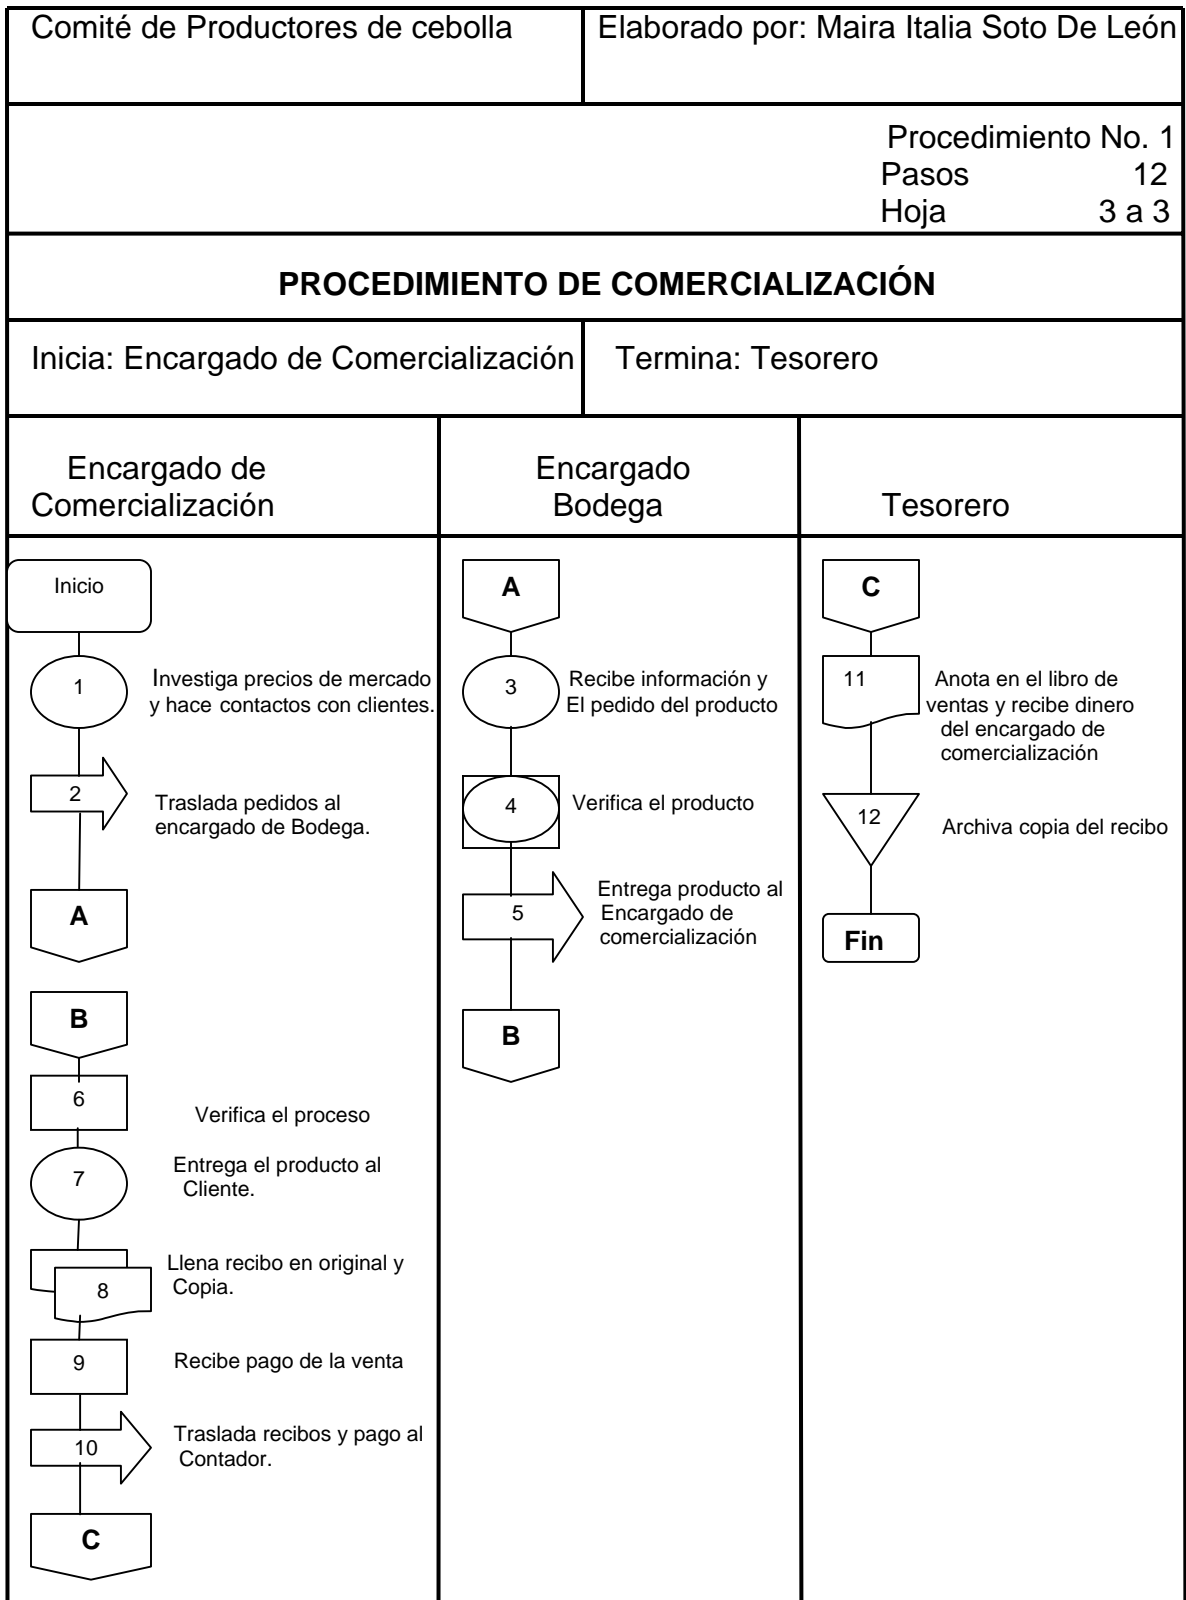 Comité de Productores de cebolla
Elaborado por: Maira Italia Soto De León
Procedimiento No. 1
Pasos 12
Hoja 3 a 3
PROCEDIMIENTO DE COMERCIALIZACIÓN
Inicia: Encargado de Comercialización
Termina: Tesorero
Encargado de
Comercialización
Encargado
Bodega
Tesorero
Inicio
1
Investiga precios de mercado
y hace contactos con clientes.
2
Traslada pedidos al
encargado de Bodega.
A
B
6
Verifica el proceso
7
Entrega el producto al
Cliente.
8
Llena recibo en original y
Copia.
9
Recibe pago de la venta
10
Traslada recibos y pago al
Contador.
C
A
3
Recibe información y
El pedido del producto
4
Verifica el producto
5
Entrega producto al
Encargado de
comercialización
B
C
11
Anota en el libro de
ventas y recibe dinero
del encargado de
comercialización
12
Archiva copia del recibo
Fin